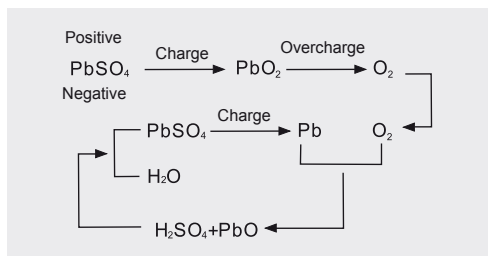 Positive
Charge
Overcharge
PbSO₄
PbO₂
O₂
Negative
Charge
PbSO₄
Pb
O₂
H₂O
H₂SO₄+PbO